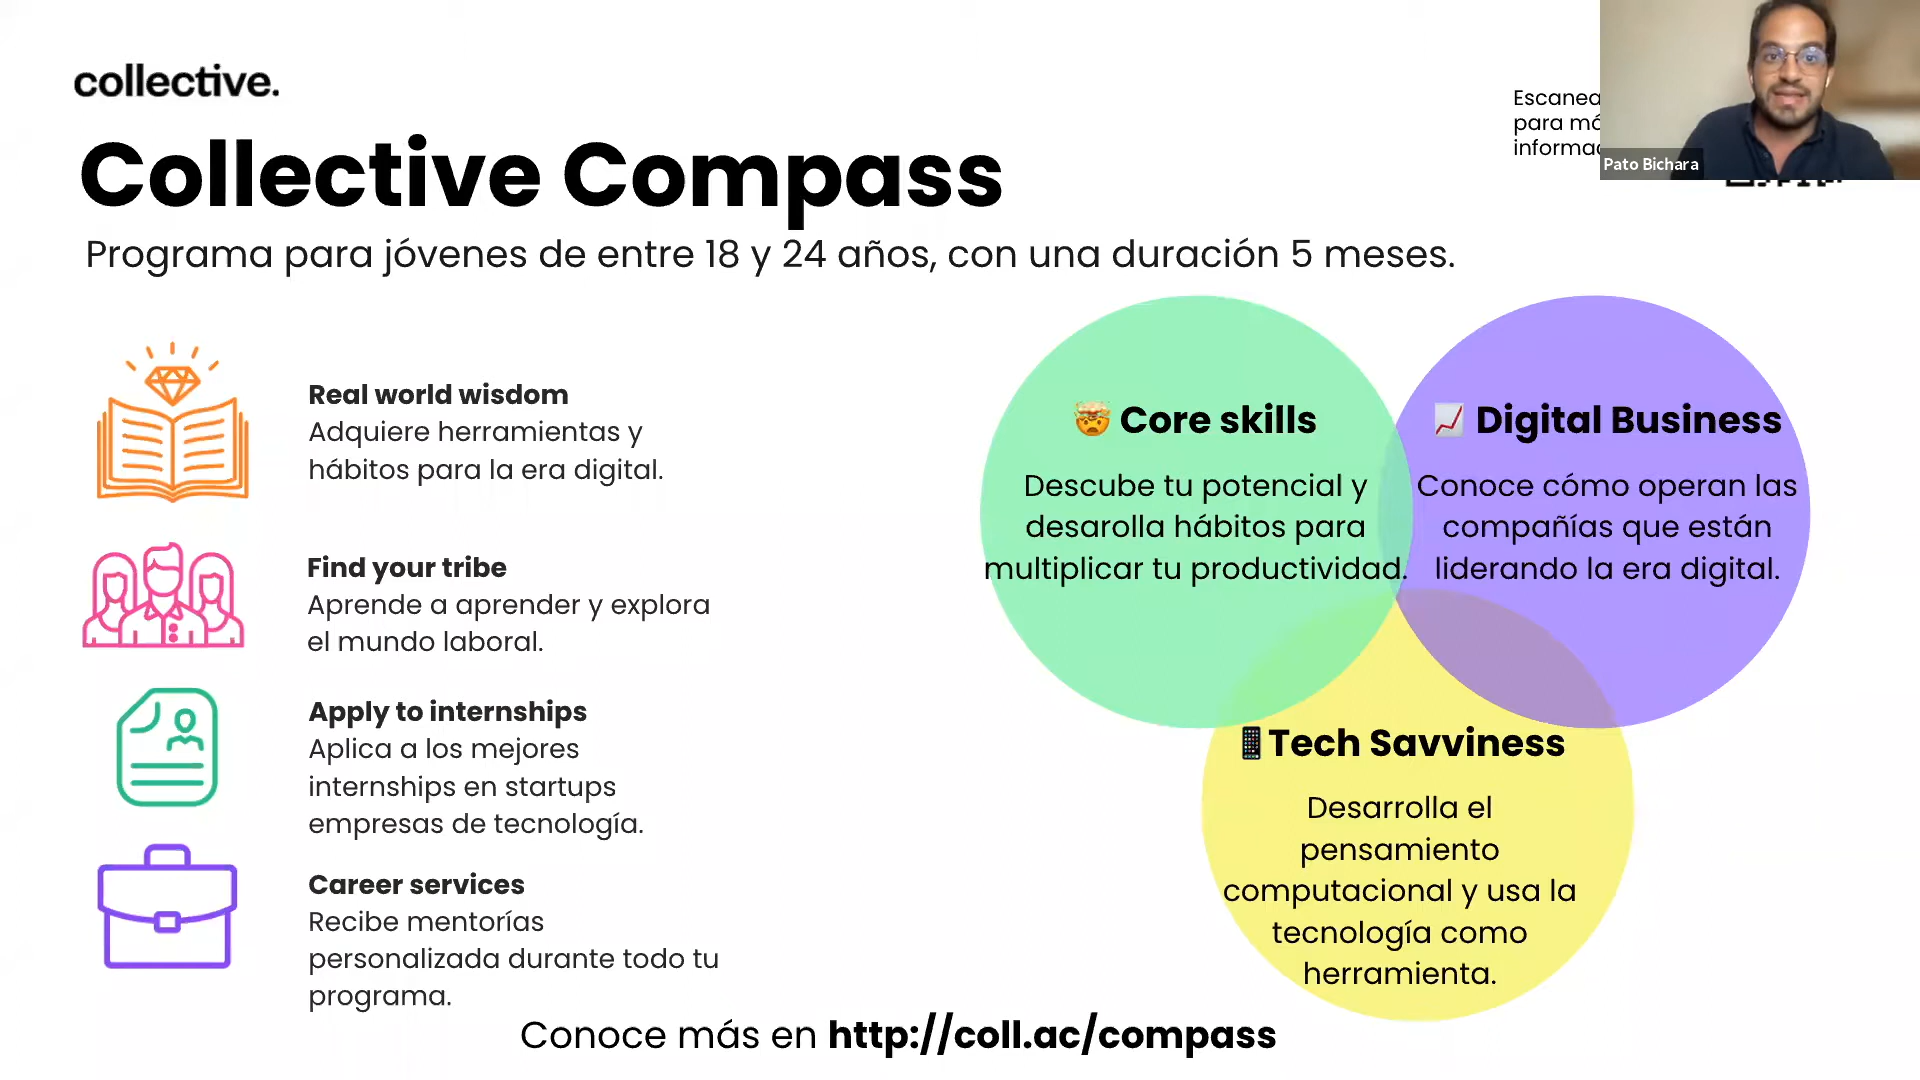 collective.
Escanea
para
Pato Bichara
Collective Compass
Programa para jóvenes de entre 18 y 24 años, con una duración 5 meses.
Real world wisdom
Adquiere herramientas y
hábitos para la era digital.
Find your tribe
Aprende a aprender y explora
el mundo laboral.
Apply to internships
Aplica a los mejores
internships en startups
empresas de tecnología.
Career services
Recibe mentorías
personalizada durante todo tu
programa.
Core skills
Descube tu potencial y
desarolla hábitos para
multiplicar tu productividad.
Digital Business
Conoce cómo operan las
compañías que están
liderando la era digital.
Tech Savviness
Desarrolla el
pensamiento
computacional y usa la
tecnología como
herramienta.
Conoce más en http://coll.ac/compass